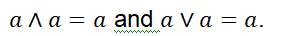 a ∧ a = a and a ∨ a = a.